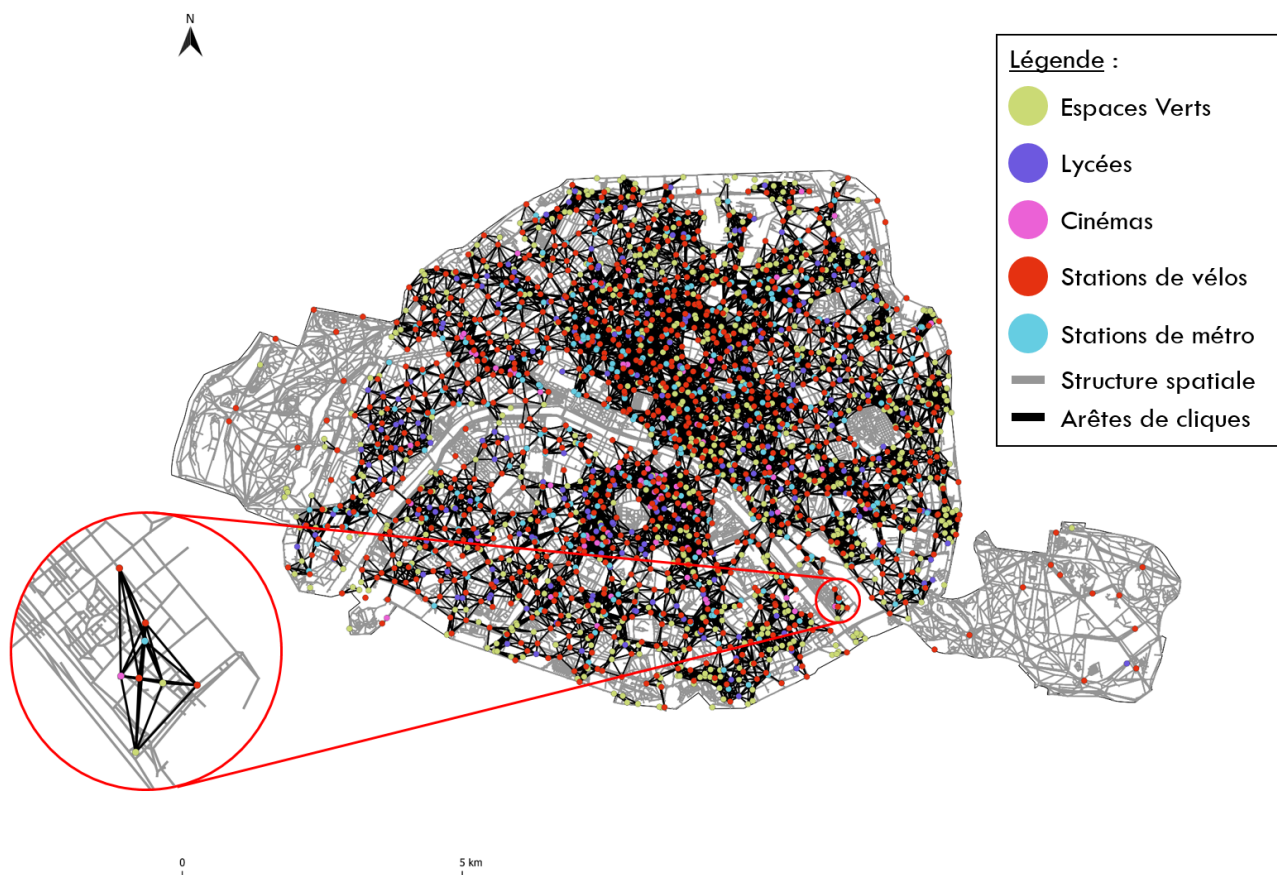 N
Légende :
Espaces Verts
Lycées
Cinémas
Stations de vélos
Stations de métro
Structure spatiale
Arêtes de cliques
0 5 km